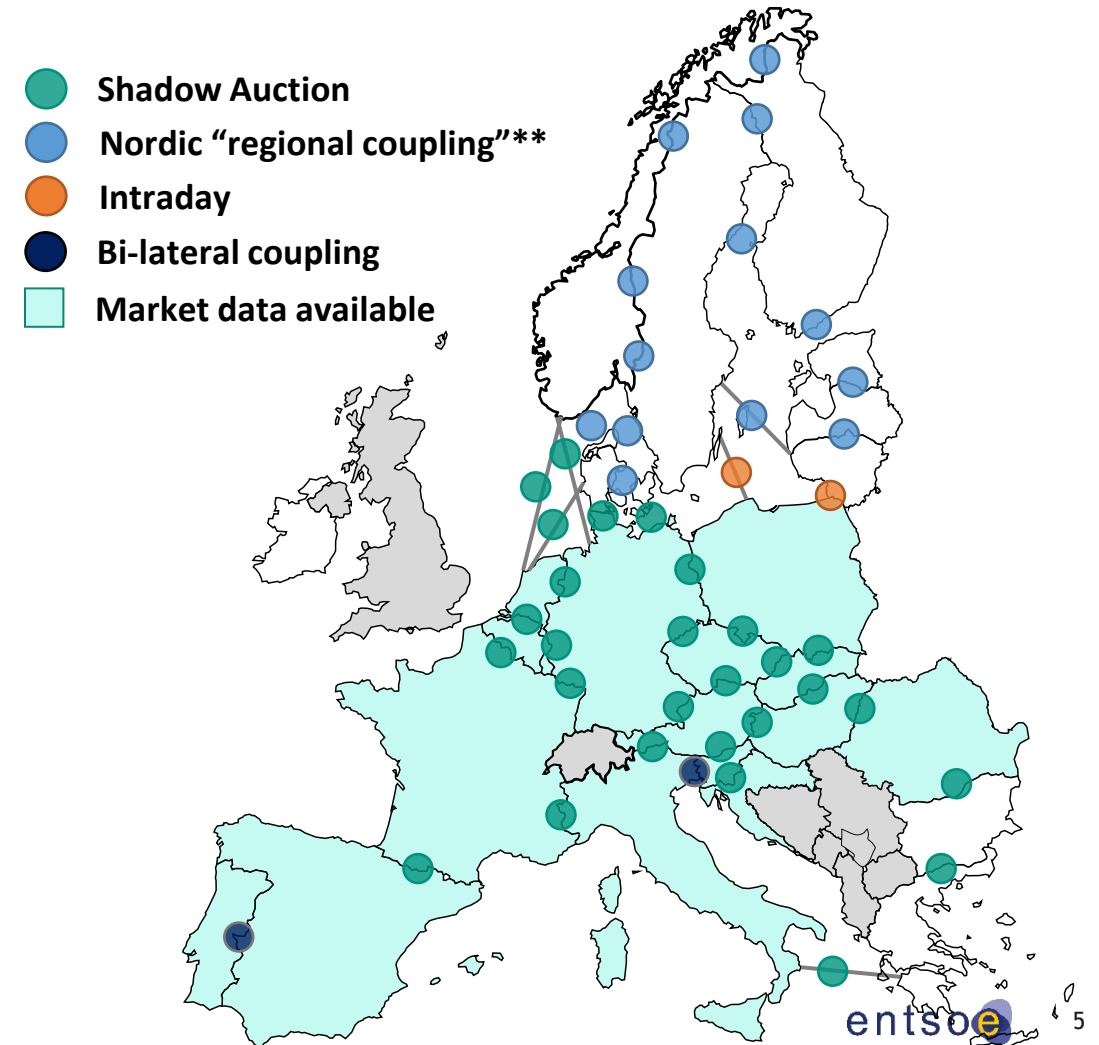 Shadow Auction
Nordic “regional coupling”**
Intraday
Bi-lateral coupling
Market data available
entsoe
5